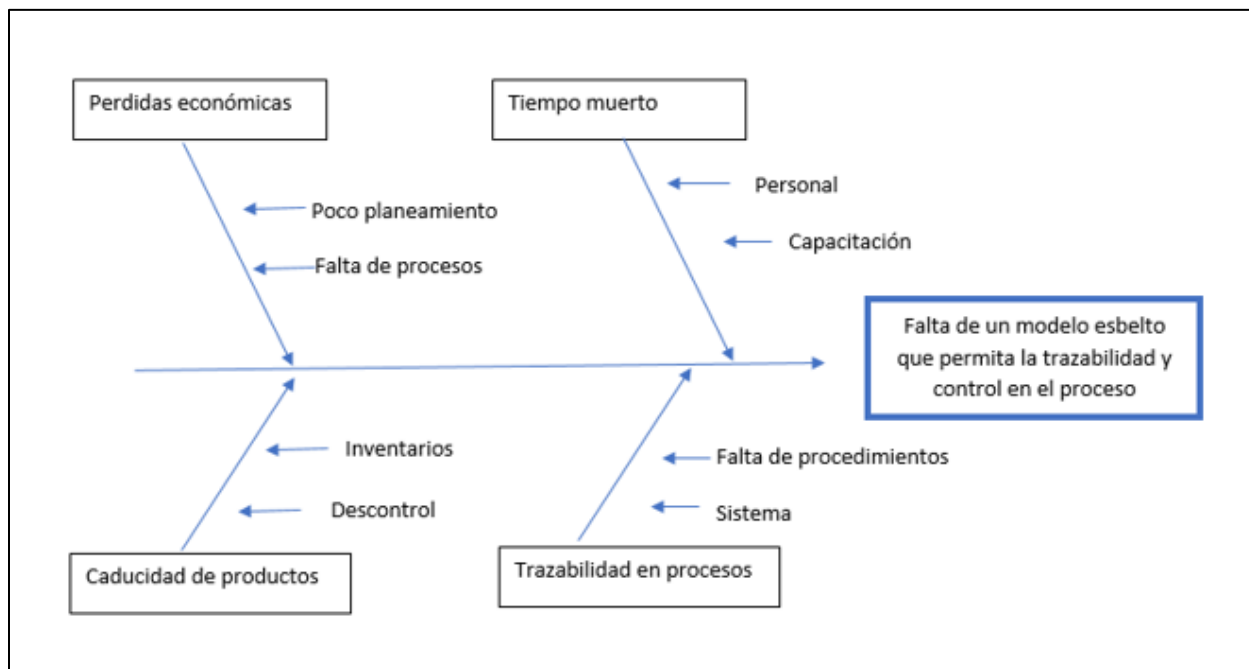 Perdidas económicas
Tiempo muerto
Personal
Poco planeamiento
Capacitación
Falta de procesos
Falta de un modelo esbelto
que permita la trazabilidad y
control en el proceso
Inventarios
Falta de procedimientos
Descontrol
Sistema
Caducidad de productos
Trazabilidad en procesos